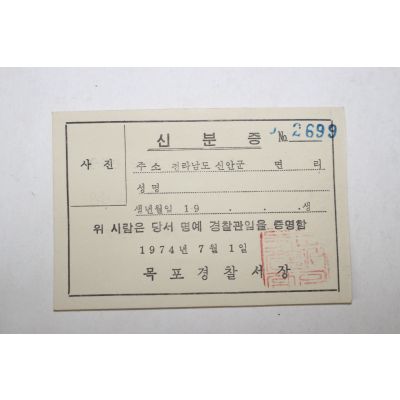 신분증 № 2699
사진
주소 전라남도 신안군 면 리
성명
생년월일 19 . . .생
위 사람은 당서 명예 경찰관임을 증명함
1974년 7월 1일
목포경찰서장